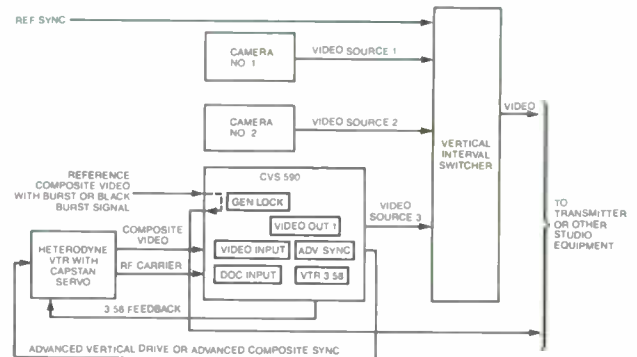 REF SYNC
CAMERA
NO. 1
VIDEO SOURCE 1
CAMERA
NO. 2
VIDEO SOURCE 2
VERTICAL
INTERVAL
SWITCHER
VIDEO
TO
TRANSMITTER
OR OTHER
STUDIO
EQUIPMENT
REFERENCE
COMPOSITE VIDEO
WITH BURST OR BLACK
BURST SIGNAL
CVS 590
GEN LOCK
VIDEO OUT 1
VIDEO INPUT
ADV SYNC
DOC INPUT
VTR 3 58
VIDEO
SOURCE 3
HETERODYNE
VTR WITH
CAPSTAN
SERVO
COMPOSITE
VIDEO
RF CARRIER
3 58 FEEDBACK
ADVANCED VERTICAL DRIVE OR ADVANCED COMPOSITE SYNC